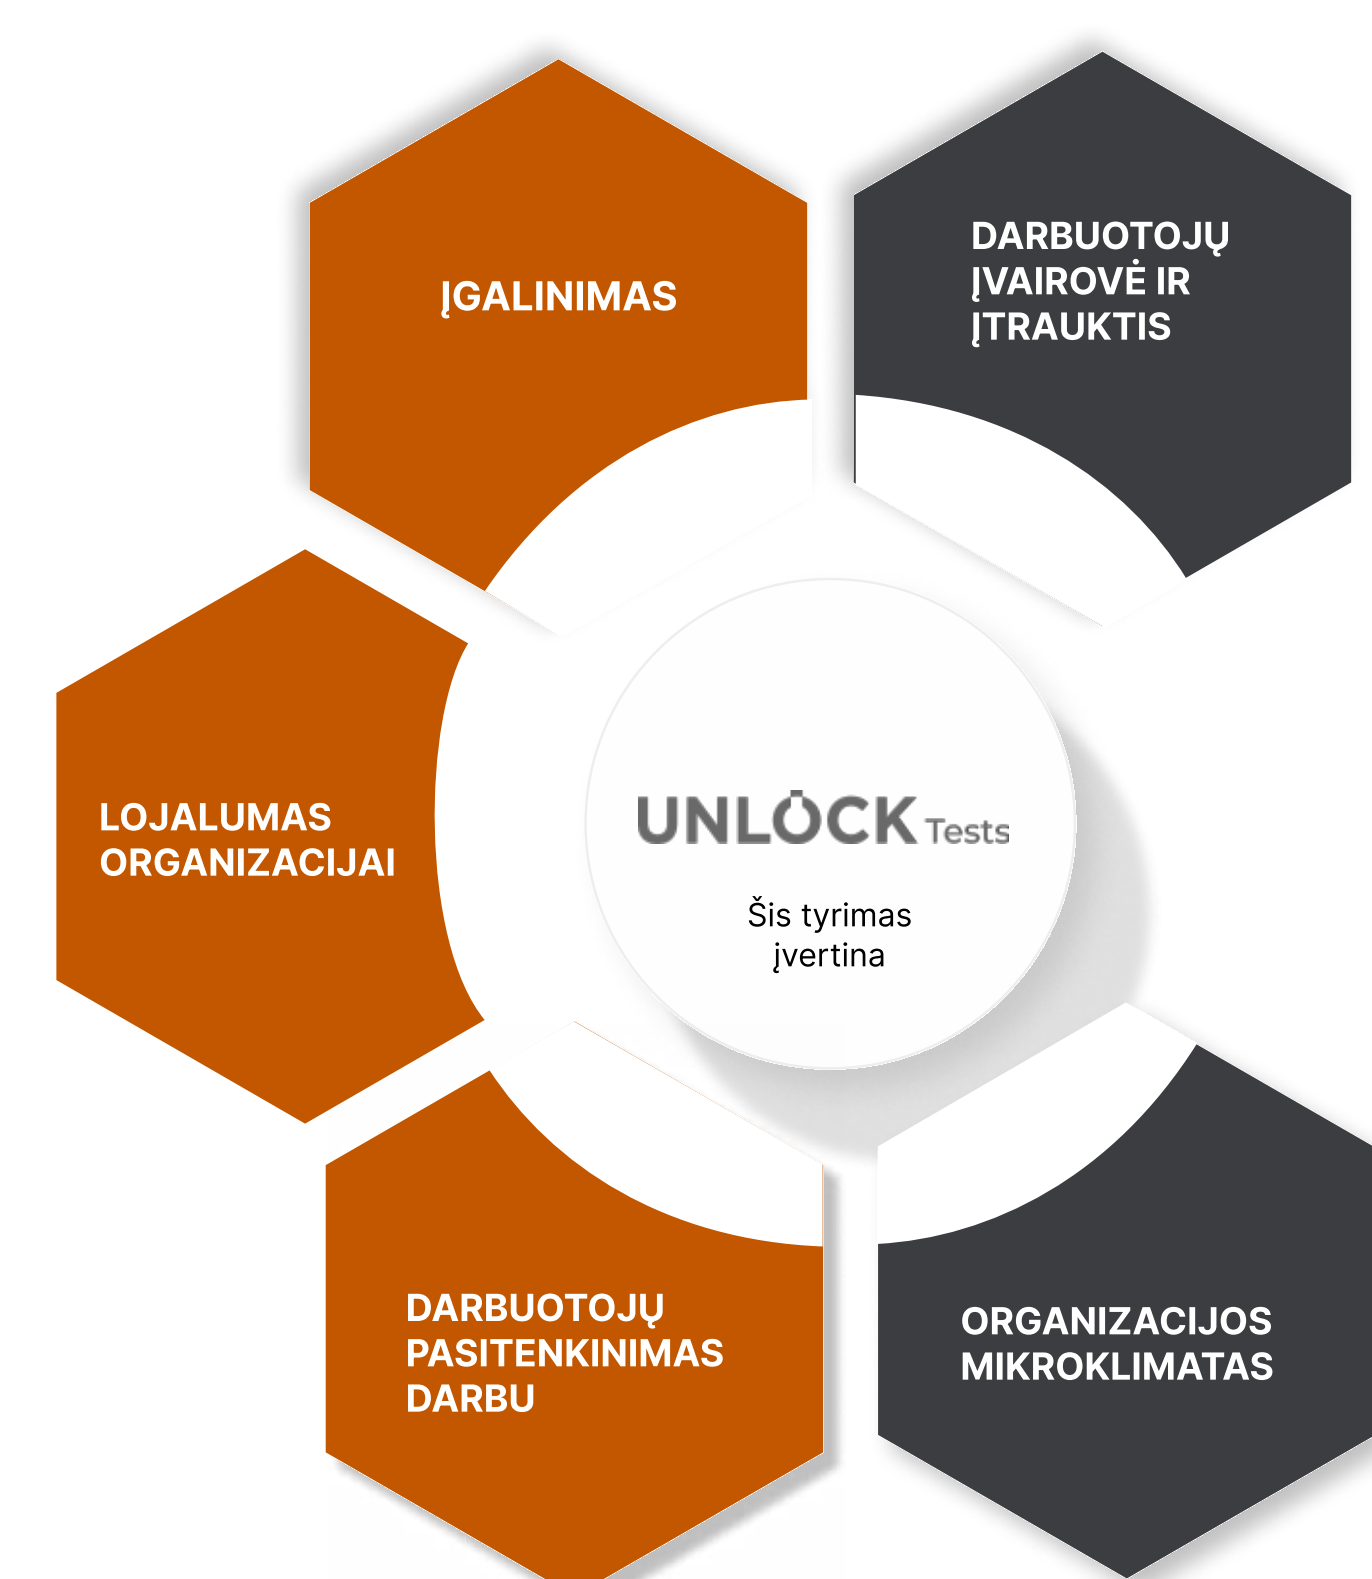 ĮGALINIMAS
DARBUOTOJŲ
ĮVAIROVĖ IR
ĮTRAUKTIS
LOJALUMAS
ORGANIZACIJAI
UNLOCK Tests
Šis tyrimas
įvertina
DARBUOTOJŲ
PASITENKINIMAS
DARBU
ORGANIZACIJOS
MIKROKLIMATAS